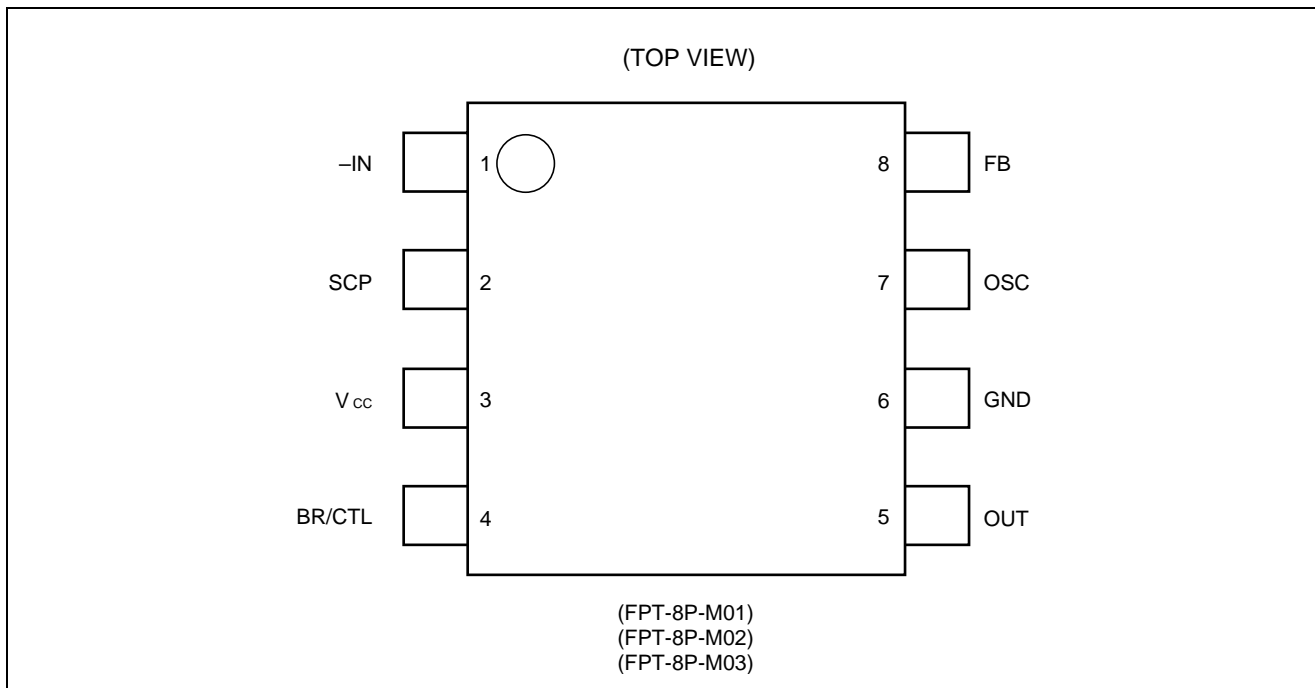 (TOP VIEW)
–IN 1 8 FB
SCP 2 7 OSC
VCC 3 6 GND
BR/CTL 4 5 OUT
(FPT-8P-M01)
(FPT-8P-M02)
(FPT-8P-M03)